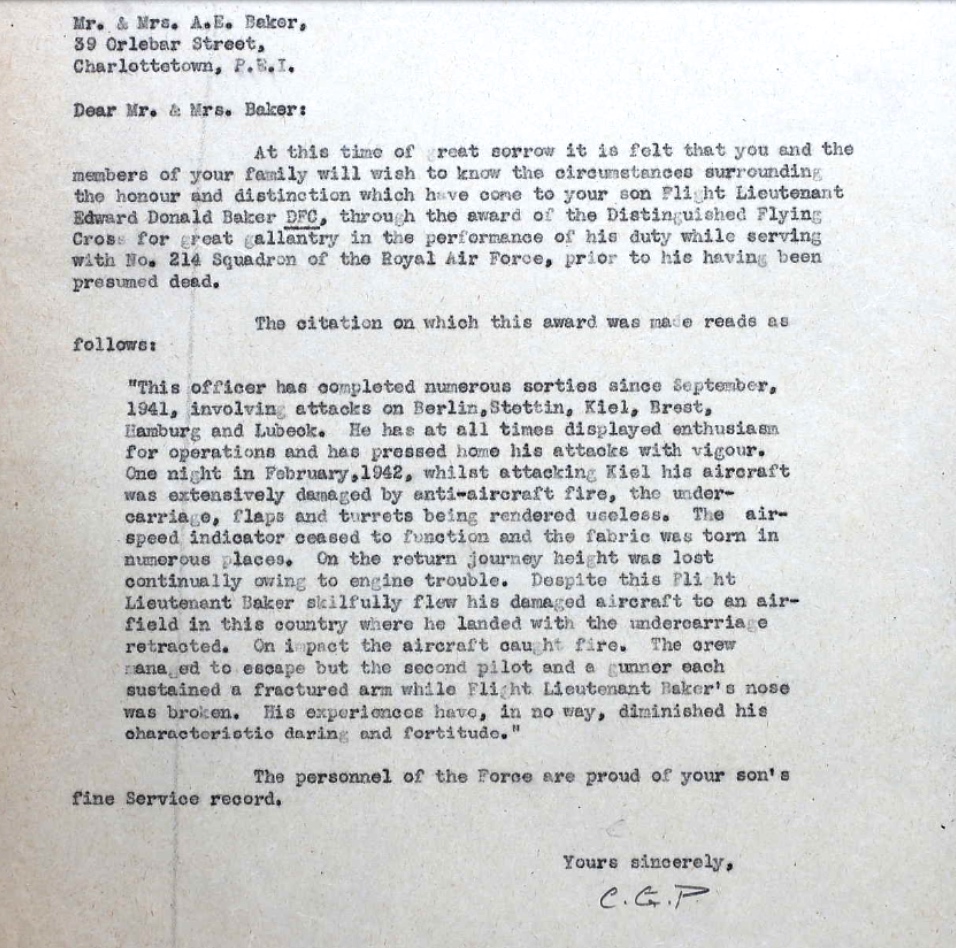 Mr. & Mrs. A.E. Baker,
39 Orlebar Street,
Charlottetown, P.E.I.
Dear Mr. & Mrs. Baker:
At this time of great sorrow it is felt that you and the
members of your family will wish to know the circumstances surrounding
the honour and distinction which have come to your son Flight Lieutenant
Edward Donald Baker DFC, through the award of the Distinguished Flying
Cross for great gallantry in the performance of his duty while serving
with No. 214 Squadron of the Royal Air Force, prior to his having been
presumed dead.
The citation on which this award was made reads as
follows:
"This officer has completed numerous sorties since September,
1941, involving attacks on Berlin,Stettin, Kiel, Brest,
Hamburg and Lubeck.  He has at all times displayed enthusiasm
for operations and has pressed home his attacks with vigour.
One night in February,1942, whilst attacking Kiel his aircraft
was extensively damaged by anti-aircraft fire, the under-
carriage, flaps and turrets being rendered useless.  The air-
speed indicator ceased to function and the fabric was torn in
numerous places.  On the return journey height was lost
continually owing to engine trouble.  Despite this Flight
Lieutenant Baker skilfully flew his damaged aircraft to an air-
field in this country where he landed with the undercarriage
retracted.  On impact the aircraft caught fire.  The crew
managed to escape but the second pilot and a gunner each
sustained a fractured arm while Flight Lieutenant Baker's nose
was broken.  His experiences have, in no way, diminished his
characteristic daring and fortitude."
The personnel of the Force are proud of your son's
fine Service record.
Yours sincerely,
C.G.P